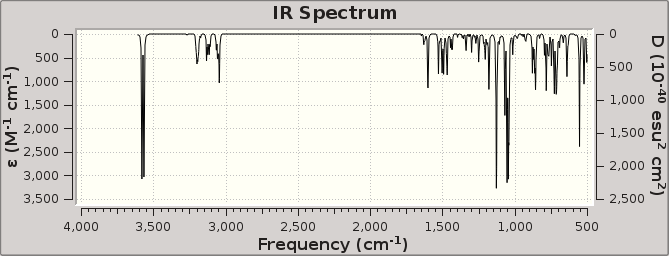 IR Spectrum
0
500
1,000
1,500
2,000
2,500
3,000
3,500
ε (M⁻¹ cm⁻¹)
0
500
1,000
1,500
2,000
2,500
D (10⁻⁴⁰ esu² cm²)
4,000 3,500 3,000 2,500 2,000 1,500 1,000 500
Frequency (cm⁻¹)